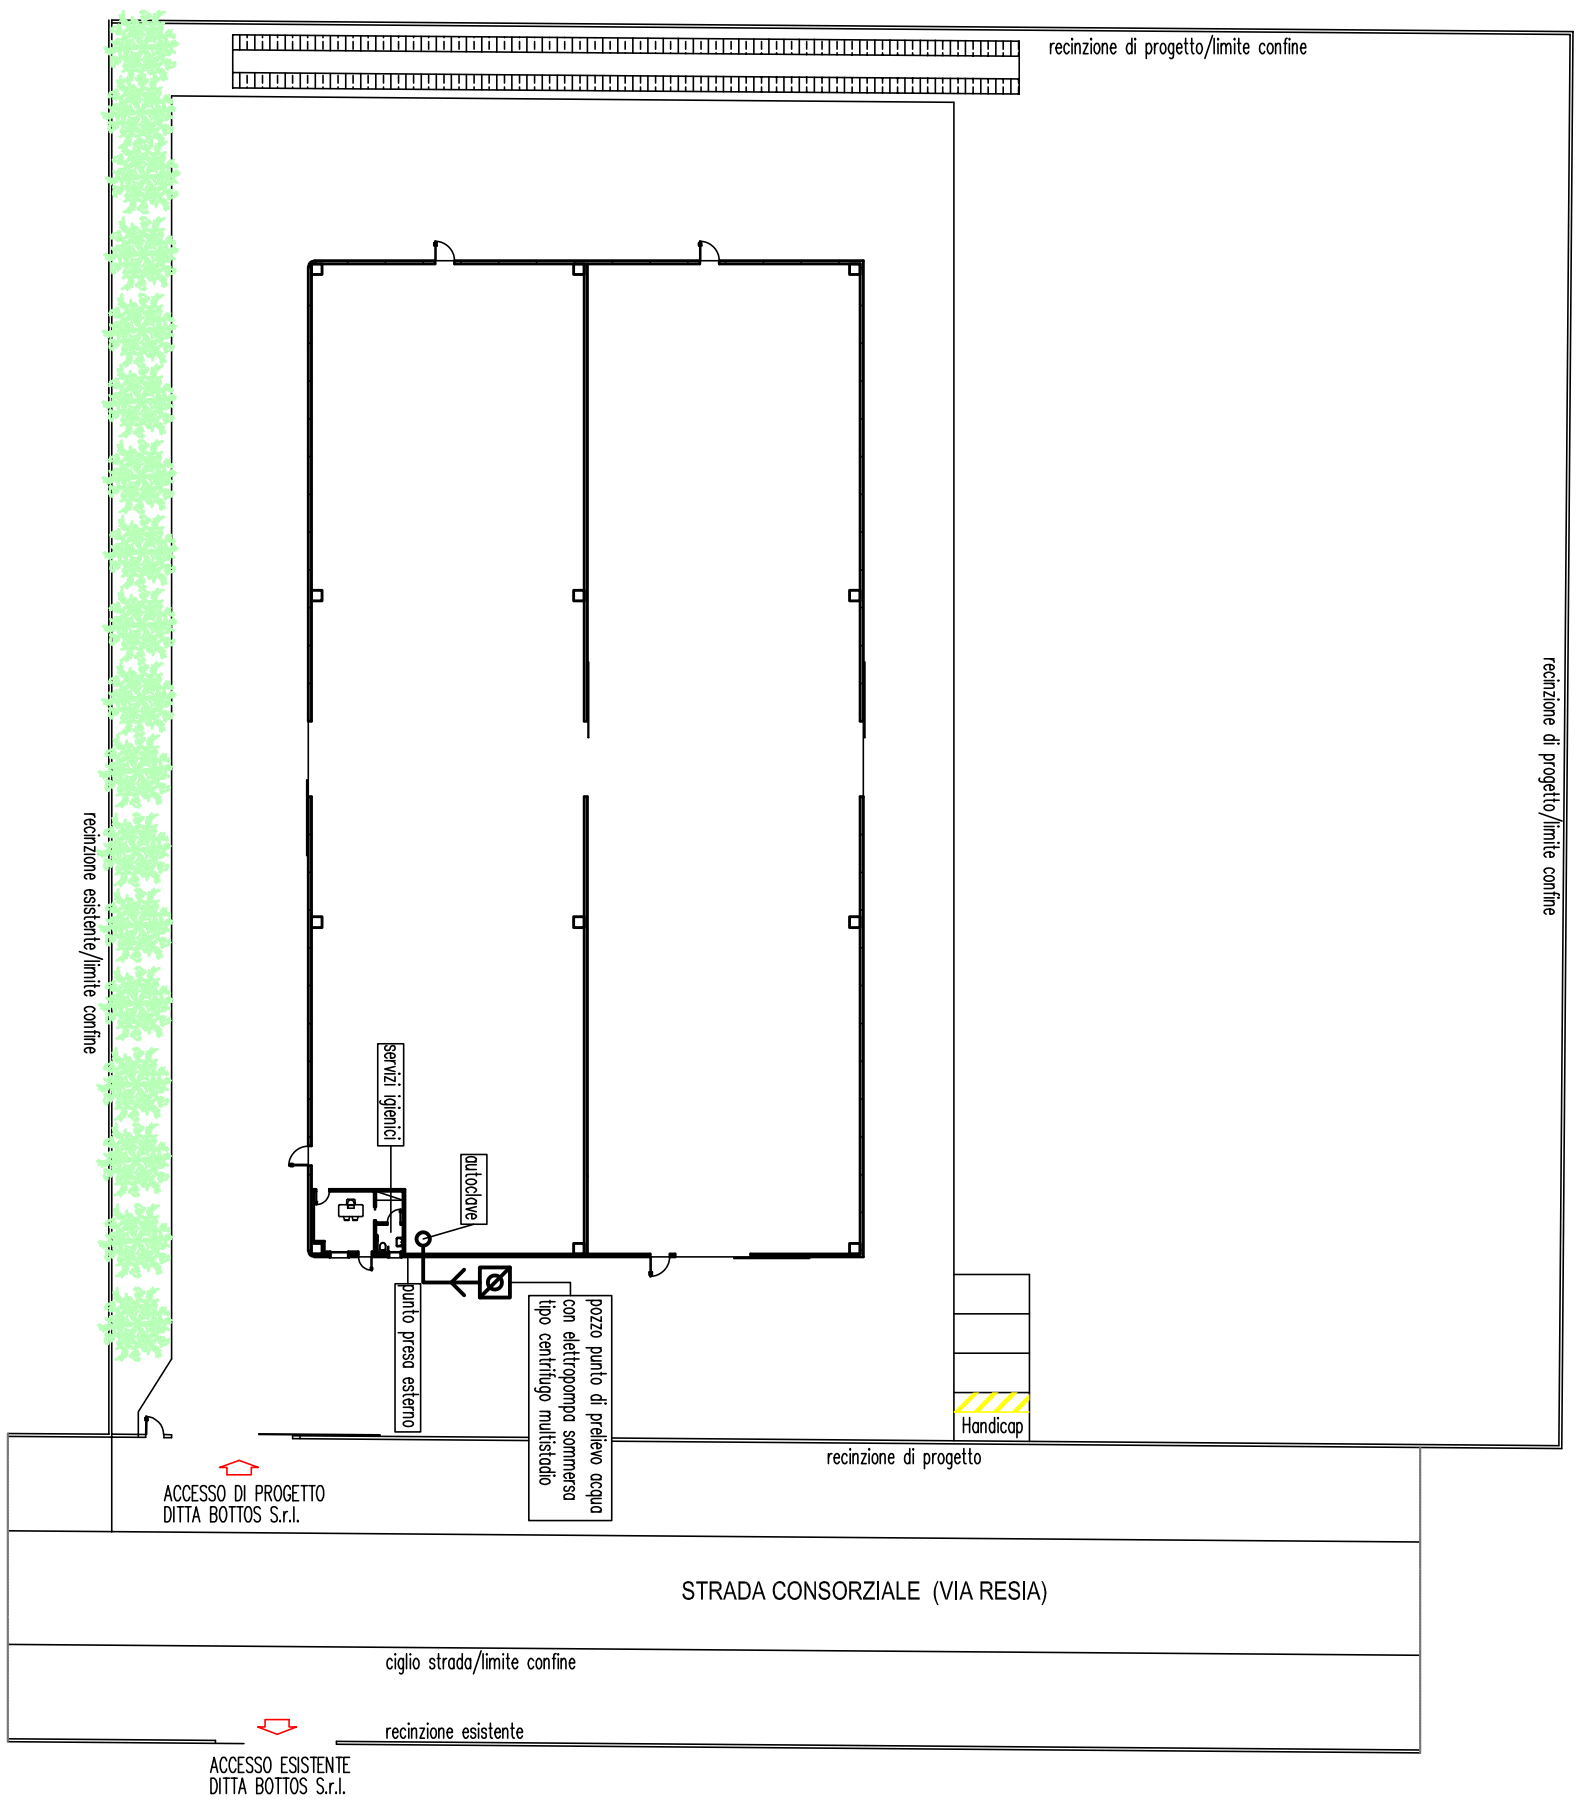 recinzione di progetto/limite confine
recinzione di progetto/limite confine
recinzione esistente/limite confine
servizi igienici
autoclave
punto presa esterno
pozzo punto di prelievo acqua
con elettropompa sommersa
tipo centrifugo multistadio
Handicap
recinzione di progetto
ACCESSO DI PROGETTO
DITTA BOTTOS S.r.l.
STRADA CONSORZIALE (VIA RESIA)
ciglio strada/limite confine
recinzione esistente
ACCESSO ESISTENTE
DITTA BOTTOS S.r.l.